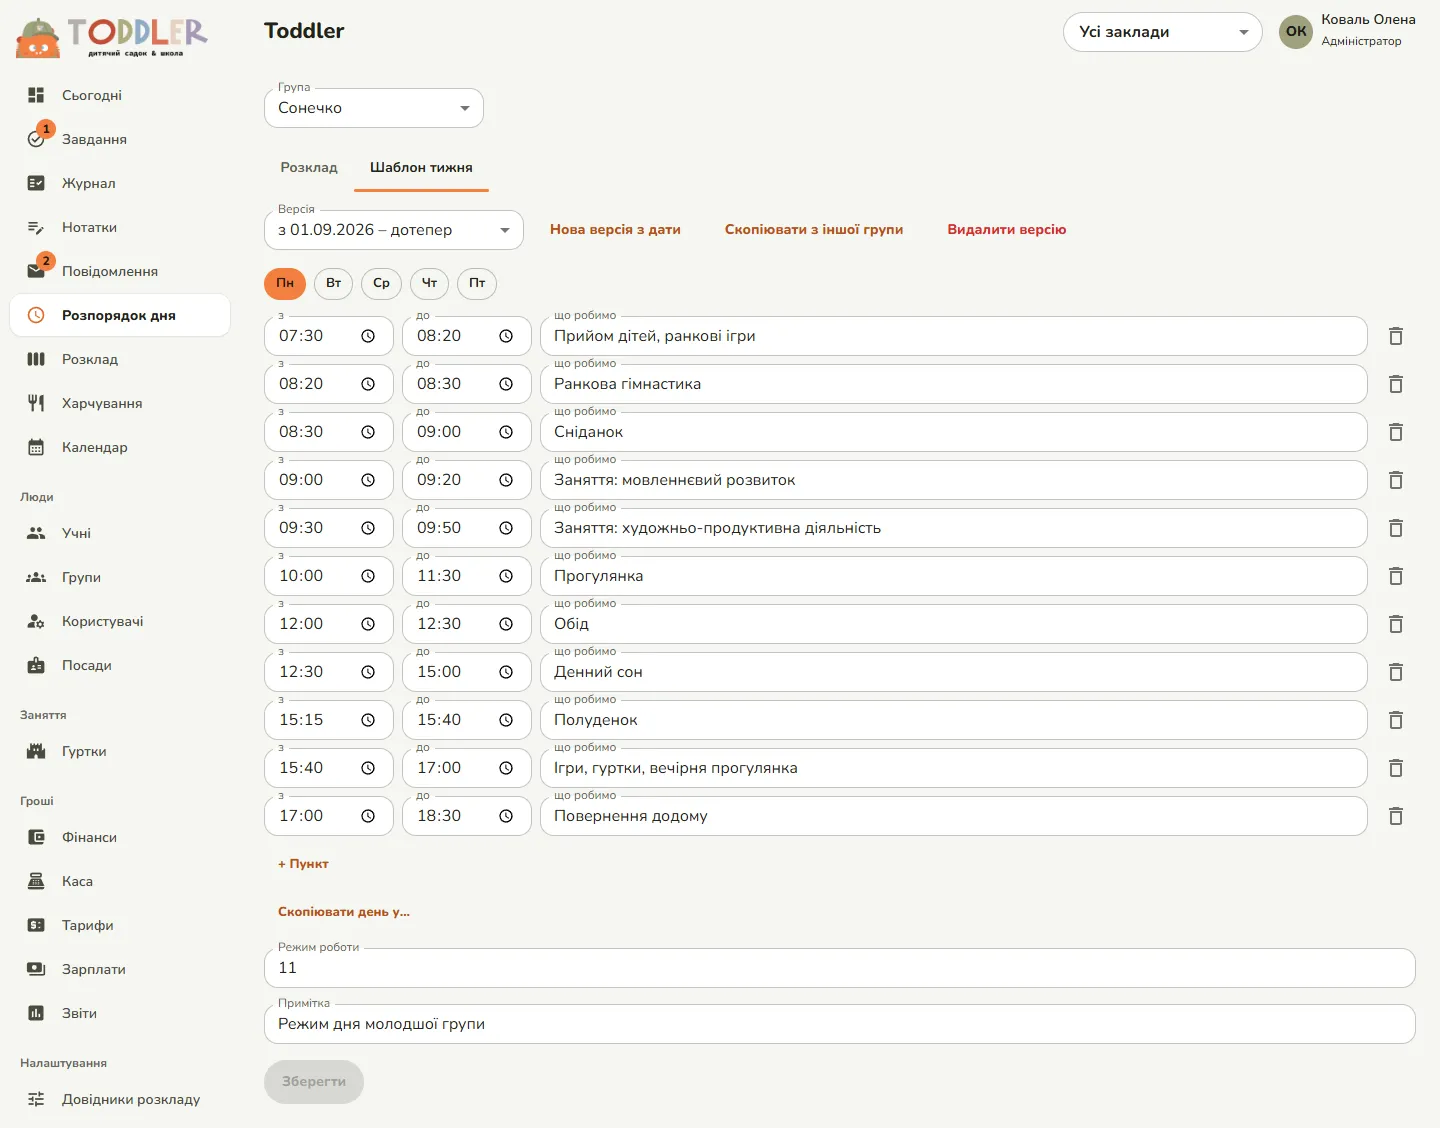 TODDLER
дитячий садок & школа
Toddler
Усі заклади
ОК
Коваль Олена
Адміністратор
Сьогодні
1
Завдання
Журнал
Нотатки
2
Повідомлення
Розпорядок дня
Розклад
Харчування
Календар
Люди
Учні
Групи
Користувачі
Посади
Заняття
Гуртки
Гроші
Фінанси
Каса
Тарифи
Зарплати
Звіти
Налаштування
Довідники розкладу
Група
Сонечко
Розклад
Шаблон тижня
Версія
з 01.09.2026 – дотепер
Нова версія з дати
Скопіювати з іншої групи
Видалити версію
Пн Вт Ср Чт Пт
з до що робимо
07:30 08:20 Прийом дітей, ранкові ігри
з до що робимо
08:20 08:30 Ранкова гімнастика
з до що робимо
08:30 09:00 Сніданок
з до що робимо
09:00 09:20 Заняття: мовленнєвий розвиток
з до що робимо
09:30 09:50 Заняття: художньо-продуктивна діяльність
з до що робимо
10:00 11:30 Прогулянка
з до що робимо
12:00 12:30 Обід
з до що робимо
12:30 15:00 Денний сон
з до що робимо
15:15 15:40 Полуденок
з до що робимо
15:40 17:00 Ігри, гуртки, вечірня прогулянка
з до що робимо
17:00 18:30 Повернення додому
+ Пункт
Скопіювати день у...
Режим роботи
11
Примітка
Режим дня молодшої групи
Зберегти